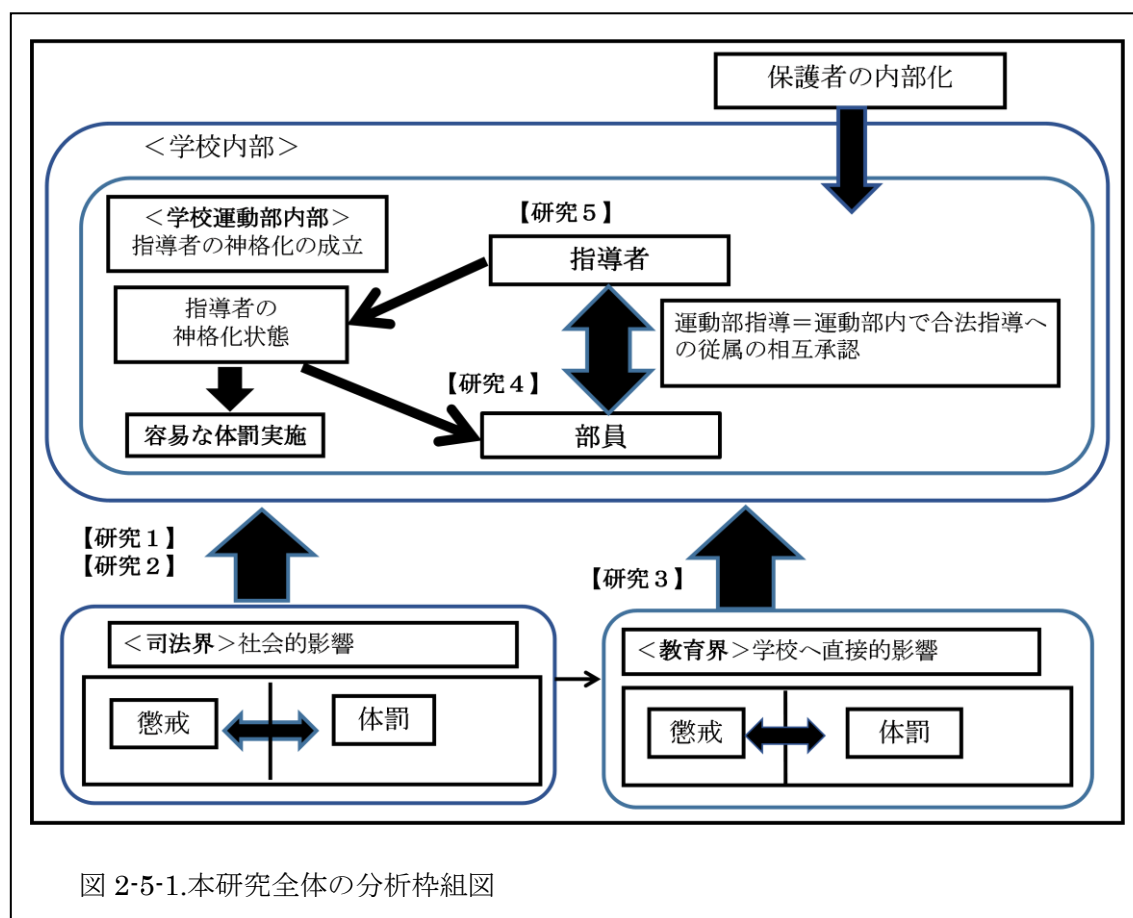 保護者の内部化
＜学校内部＞
＜学校運動部内部＞
指導者の神格化の成立
【研究５】
指導者
指導者の
神格化状態
運動部指導＝運動部内で合法指導へ
の従属の相互承認
【研究４】
容易な体罰実施
部員
【研究１】
【研究２】
【研究３】
＜司法界＞社会的影響
懲戒
体罰
＜教育界＞学校へ直接的影響
懲戒
体罰
図 2-5-1.本研究全体の分析枠組図